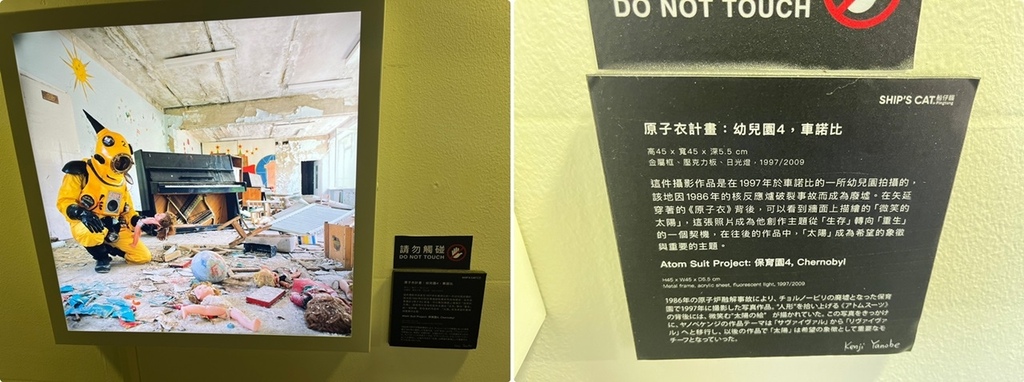 請勿觸碰
DO NOT TOUCH
SHIP'S CAT
DO NOT TOUCH
SHIP'S CAT
原子衣計畫：幼兒園4，車諾比
高45 x 寬45 x 深5.5 cm
金屬框、壓克力板、日光燈，1997/2009
這件攝影作品是在1997年於車諾比的一所幼兒園拍攝的，
該地因1986年的核反應爐破裂事故而成為廢墟。在矢延
穿著的《原子衣》背後，可以看到牆面上描繪的「微笑的
太陽」，這張照片成為他創作主題從「生存」轉向「重生」
的一個契機，在往後的作品中，「太陽」成為希望的象徵
與重要的主題。
Atom Suit Project: 保育園4, Chernobyl
H45 x W45 x D5.5 cm
Metal frame, acrylic sheet, fluorescent light, 1997/2009
1986年の原子炉融解事故により、チョルノービリの廃墟となった保育
園で1997年に撮影した写真作品。"人形"を拾い上げる《アトムスーツ》
の背後には、微笑む"太陽の絵" が描かれていた。この写真をきっかけ
に、ヤノベケンジの作品テーマは「サヴァイヴァル」から「リヴァイヴァ
ル」へと移行し、以後の作品で「太陽」は希望の象徴として重要なモ
チーフとなっていった。
Kenji Yanobe